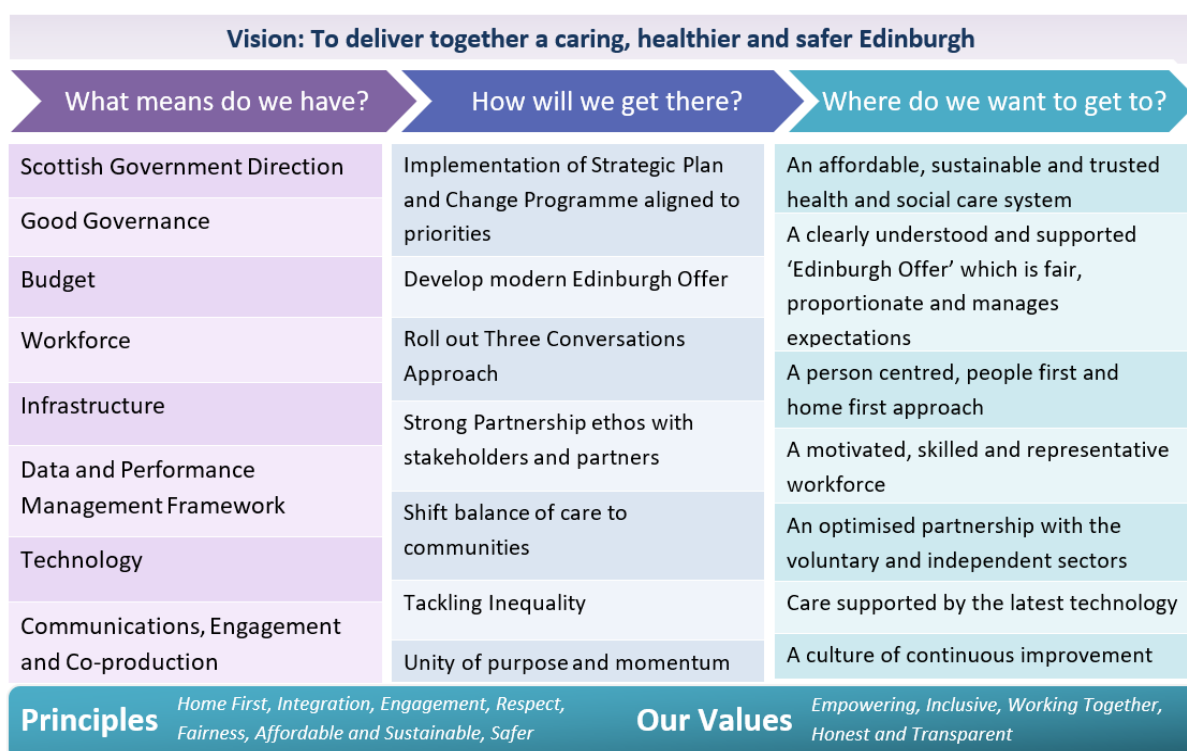 Vision: To deliver together a caring, healthier and safer Edinburgh
What means do we have?
How will we get there?
Where do we want to get to?
Scottish Government Direction
Good Governance
Budget
Workforce
Infrastructure
Data and Performance
Management Framework
Technology
Communications, Engagement
and Co-production
Implementation of Strategic Plan
and Change Programme aligned to
priorities
Develop modern Edinburgh Offer
Roll out Three Conversations
Approach
Strong Partnership ethos with
stakeholders and partners
Shift balance of care to
communities
Tackling Inequality
Unity of purpose and momentum
An affordable, sustainable and trusted
health and social care system
A clearly understood and supported
‘Edinburgh Offer’ which is fair,
proportionate and manages
expectations
A person centred, people first and
home first approach
A motivated, skilled and representative
workforce
An optimised partnership with the
voluntary and independent sectors
Care supported by the latest technology
A culture of continuous improvement
Principles
Home First, Integration, Engagement, Respect,
Fairness, Affordable and Sustainable, Safer
Our Values
Empowering, Inclusive, Working Together,
Honest and Transparent